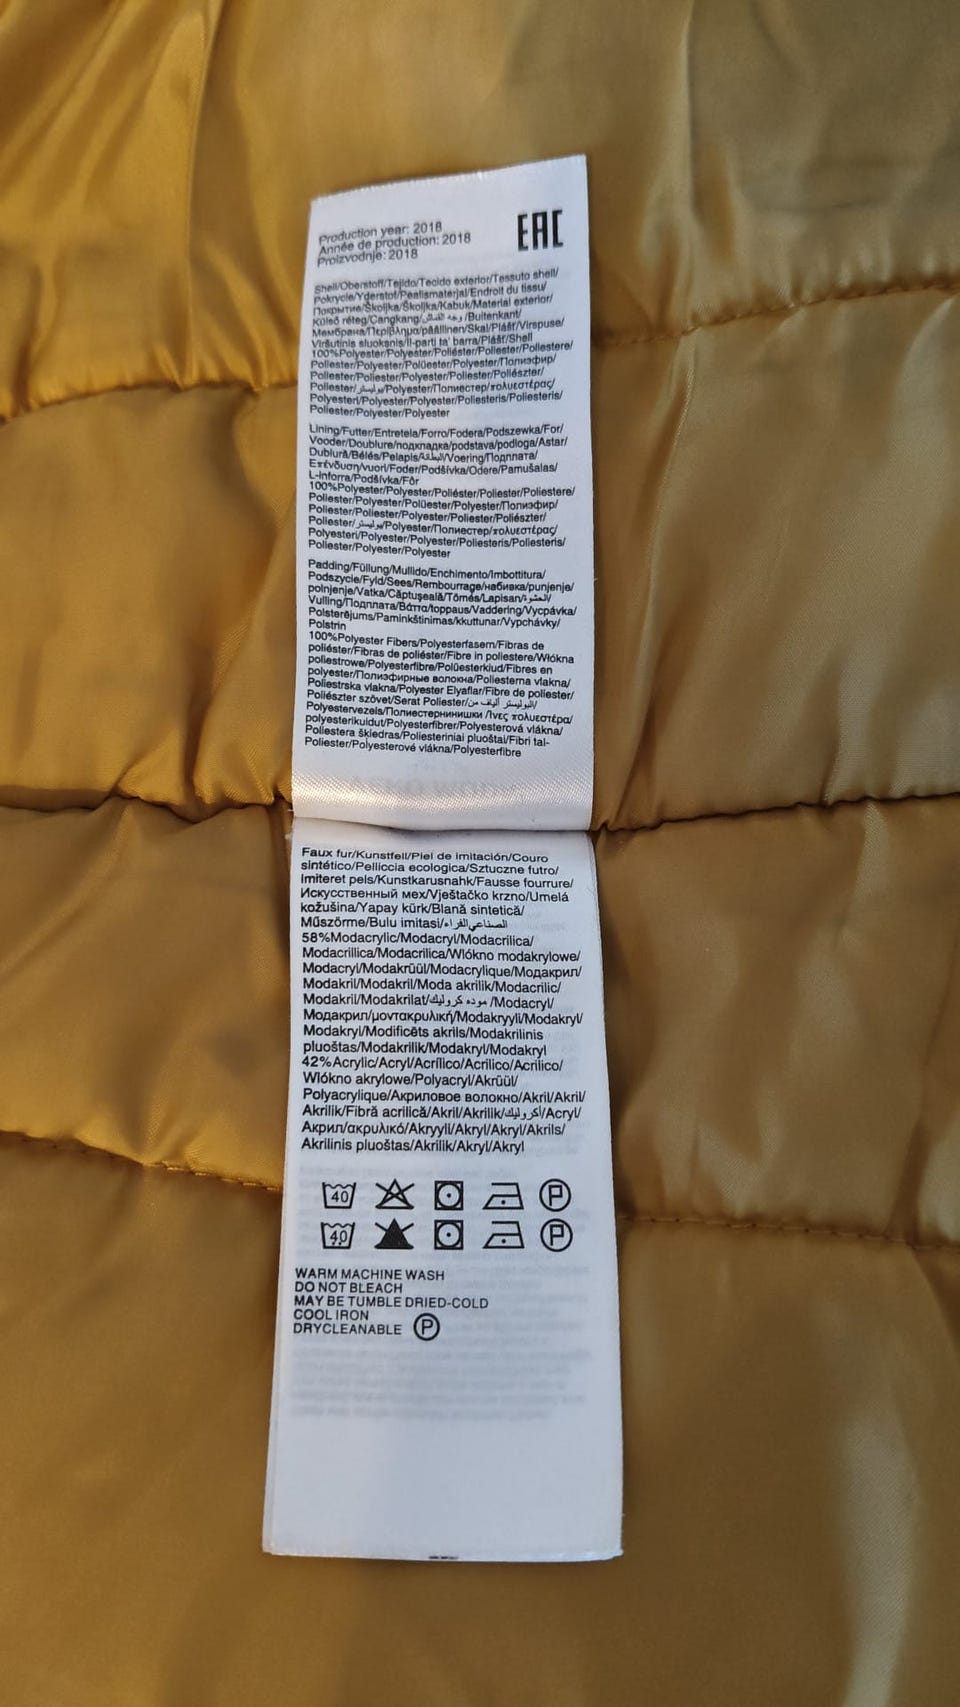 Production year: 2018
Année de production: 2018
Proizvodnje: 2018
EAC
Shell/Oberstoff/Tejido/Tecido exterior/Tessuto shell/
Pokrycie/Yderstof/Pealismaterjal/Endroit du tissu/
Покрытие/Školjka/Školjka/Kabuk/Material exterior/
Külső réteg/Cangkang/وجه القماش/Buitenkant/
Мембрана/Περίβλημα/päällinen/Skal/Plášť/Virspuse/
Viršutinis sluoksnis/Il-parti ta' barra/Plášť/Shell
100%Polyester/Polyester/Poliéster/Poliester/Poliestere/
Poliester/Polyester/Polüester/Polyester/Полиэфир/
Poliester/Poliester/Polyester/Poliester/Poliészter/
Poliester/بوليستر/Polyester/Полиестер/πολυεστέρας/
Polyesteri/Polyester/Polyester/Poliesteris/Poliesteris/
Poliester/Polyester/Polyester
Lining/Futter/Entretela/Forro/Fodera/Podszewka/For/
Vooder/Doublure/подкладка/podstava/podloga/Astar/
Dublură/Bélés/Pelapis/البطانة/Voering/Подплата/
Επένδυση/vuori/Foder/Podšívka/Odere/Pamušalas/
L-Inforra/Podšívka/Fôr
100%Polyester/Polyester/Poliéster/Poliester/Poliestere/
Poliester/Polyester/Polüester/Polyester/Полиэфир/
Poliester/Poliester/Polyester/Poliester/Poliészter/
Poliester/بوليستر/Polyester/Полиестер/πολυεστέρας/
Polyesteri/Polyester/Polyester/Poliesteris/Poliesteris/
Poliester/Polyester/Polyester
Padding/Füllung/Mullido/Enchimento/Imbottitura/
Podszycie/Fyld/Sees/Rembourrage/набивка/punjenje/
polnjenje/Vatka/Căptuşeală/Tömés/Lapisan/الحشوة/
Vulling/Подплата/Βάττα/toppaus/Vaddering/Vycpávka/
Polsterējums/Paminkštinimas/kkuttunar/Vypchávky/
Polstrin
100%Polyester Fibers/Polyesterfasern/Fibras de
poliéster/Fibras de poliéster/Fibre in poliestere/Włókna
poliestrowe/Polyesterfibre/Polüesterkiud/Fibres en
polyester/Полиэфирные волокна/Poliesterna vlakna/
Poliestrska vlakna/Polyester Elyaflar/Fibre de poliester/
Poliészter szövet/Serat Poliester/البوليستر ألياف من/
Polyestervezels/Полиестернинишки /Ίνες πολυεστέρα/
polyesterikuidut/Polyesterfibrer/Polyesterová vlákna/
Poliestera šķiedras/Poliesteriniai pluoštai/Fibri tal-
Poliester/Polyesterové vlákna/Polyesterfibre
Faux fur/Kunstfell/Piel de imitación/Couro
sintético/Pelliccia ecologica/Sztuczne futro/
Imiteret pels/Kunstkarusnahk/Fausse fourrure/
Искусственный мех/Vještačko krzno/Umelá
kožušina/Yapay kürk/Blană sintetică/
Műszőrme/Bulu imitasi/الصناعي الفراء/
58%Modacrylic/Modacryl/Modacrilica/
Modacrillica/Modacrilica/Włókno modakrylowe/
Modacryl/Modakrüül/Modacrylique/Модакрил/
Modakril/Modakril/Moda akrilik/Modacrilic/
Modakril/Modakrilat/موده كروليك /Modacryl/
Модакрил/μοντακρυλική/Modakryyli/Modakryl/
Modakryl/Modificēts akrils/Modakrilinis
pluoštas/Modakrilik/Modakryl/Modakryl
42%Acrylic/Acryl/Acrílico/Acrilico/Acrilico/
Włókno akrylowe/Polyacryl/Akrüül/
Polyacrylique/Акриловое волокно/Akril/Akril/
Akrilik/Fibră acrilică/Akril/Akrilik/أكروليك/Acryl/
Акрил/ακρυλικό/Akryyli/Akryl/Akryl/Akrils/
Akrilinis pluoštas/Akrilik/Akryl/Akryl
40 P
40 P
WARM MACHINE WASH
DO NOT BLEACH
MAY BE TUMBLE DRIED-COLD
COOL IRON
DRYCLEANABLE P